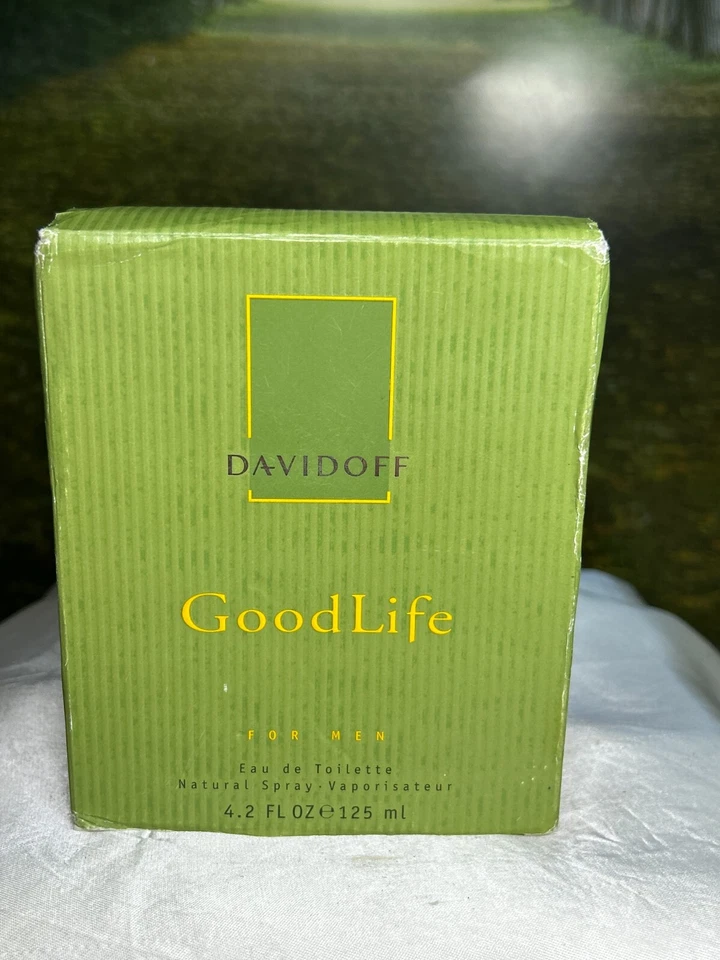 DAVIDOFF
GoodLife
FOR MEN
Eau de Toilette
Natural Spray·Vaporisateur
4.2 FL OZ℮125 ml